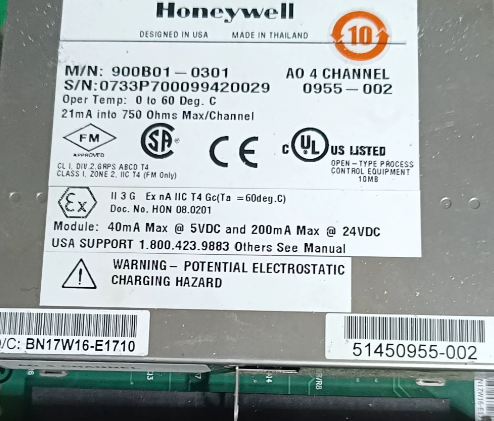 Honeywell
DESIGNED IN USA MADE IN THAILAND
10
M/N: 900B01-0301 AO 4 CHANNEL
S/N:0733P700099420029 0955-002
Oper Temp: 0 to 60 Deg. C
21mA into 750 Ohms Max/Channel
FM
APPROVED
SA
CE
C UL US LISTED
OPEN-TYPE PROCESS
CONTROL EQUIPMENT
10MB
CL I, DIV 2, GRPS ABCD T4
CLASS I, ZONE 2, IIC T4 (FM Only)
Ex
II 3 G Ex nA IIC T4 Gc(Ta =60deg.C)
Doc. No. HON 08.0201
Module: 40mA Max @ 5VDC and 200mA Max @ 24VDC
USA SUPPORT 1.800.423.9883 Others See Manual
WARNING- POTENTIAL ELECTROSTATIC
CHARGING HAZARD
/C: BN17W16-E1710
51450955-002